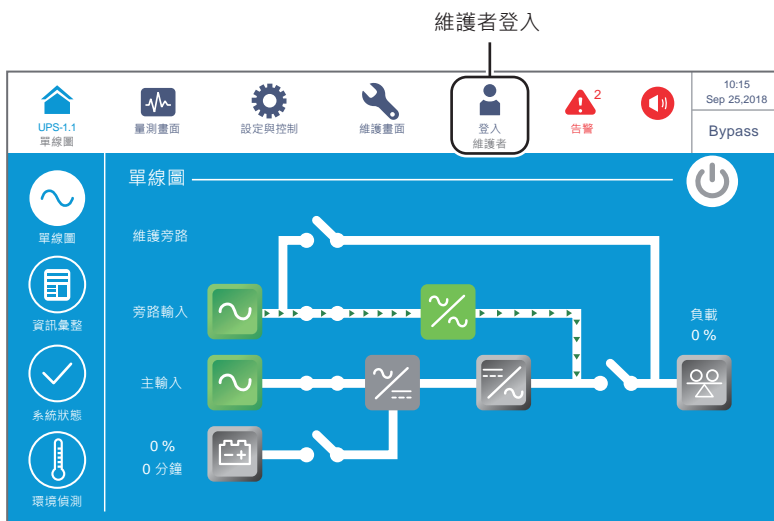 維護者登入
UPS-1.1
單線圖
量測畫面
設定與控制
維護畫面
登入
維護者
2
告警
10:15
Sep 25,2018
Bypass
單線圖
單線圖
資訊彙整
系統狀態
環境偵測
維護旁路
旁路輸入
主輸入
0 %
0 分鐘
負載
0 %